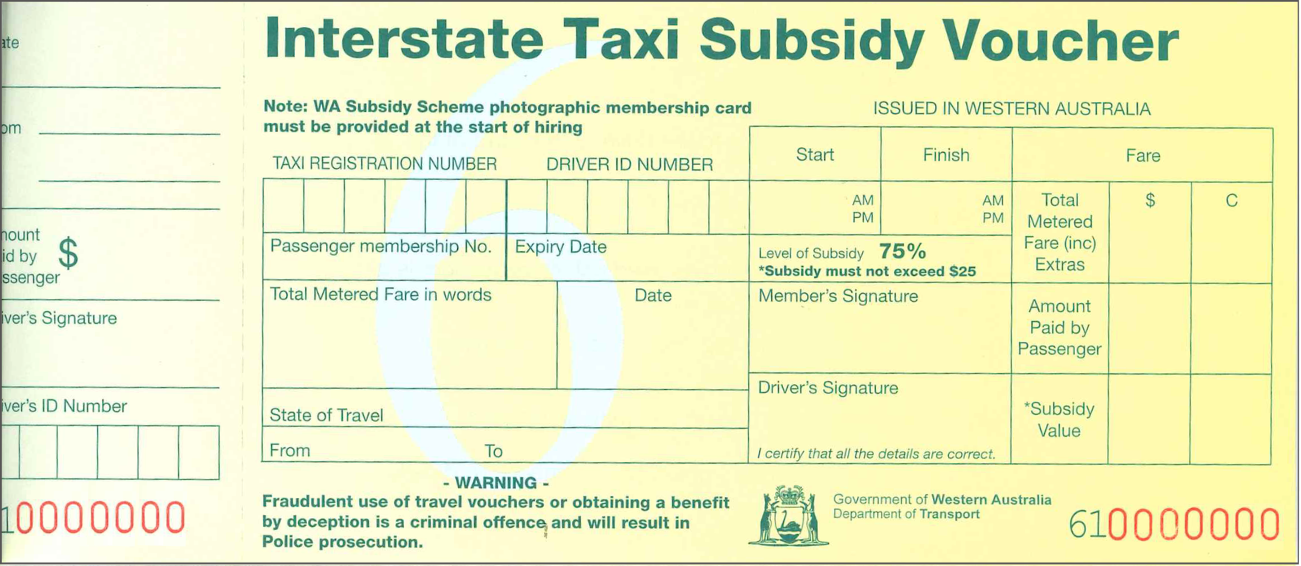 Interstate Taxi Subsidy Voucher
Note: WA Subsidy Scheme photographic membership card
must be provided at the start of hiring
ISSUED IN WESTERN AUSTRALIA
TAXI REGISTRATION NUMBER
DRIVER ID NUMBER
Start
Finish
Fare
AM
PM
AM
PM
Total
Metered
Fare (inc)
Extras
$
C
Passenger membership No.
Expiry Date
Level of Subsidy 75%
*Subsidy must not exceed $25
Total Metered Fare in words
Date
Member's Signature
Amount
Paid by
Passenger
State of Travel
From
To
Driver's Signature
I certify that all the details are correct.
*Subsidy
Value
- WARNING -
Fraudulent use of travel vouchers or obtaining a benefit
by deception is a criminal offence, and will result in
Police prosecution.
Government of Western Australia
Department of Transport
610000000
6
ate
om
nount
id by
ssenger
$
iver's Signature
iver's ID Number
10000000